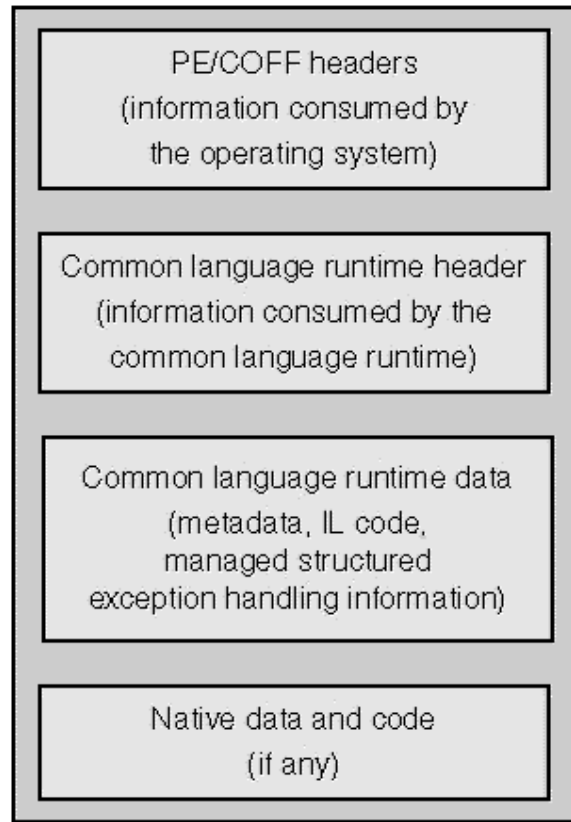 PE/COFF headers
(information consumed by
the operating system)
Common language runtime header
(information consumed by the
common language runtime)
Common language runtime data
(metadata, IL code,
managed structured
exception handling information)
Native data and code
(if any)